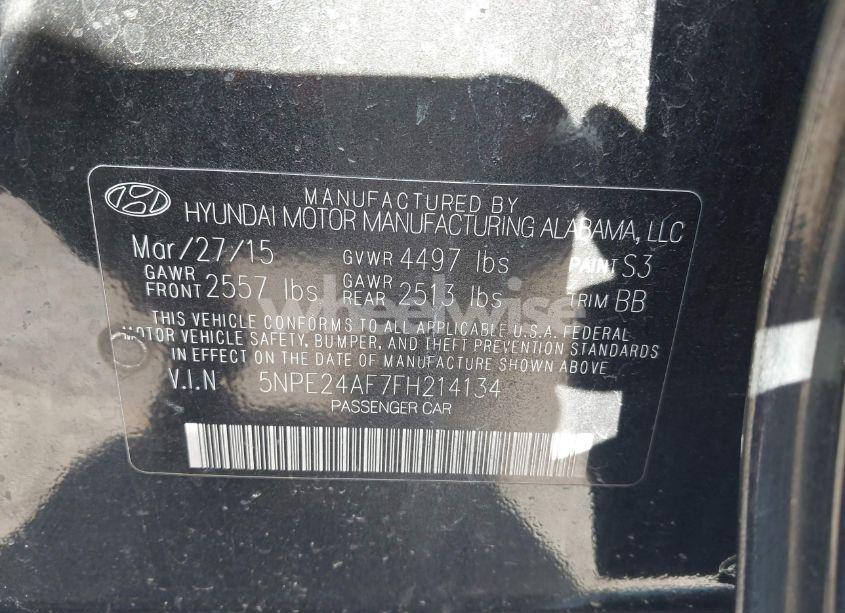 MANUFACTURED BY
HYUNDAI MOTOR MANUFACTURING ALABAMA, LLC
Mar/27/15 GVWR 4497 lbs PAINT S3
GAWR FRONT 2557 lbs GAWR REAR 2513 lbs TRIM BB
THIS VEHICLE CONFORMS TO ALL APPLICABLE U.S.A. FEDERAL
MOTOR VEHICLE SAFETY, BUMPER, AND THEFT PREVENTION STANDARDS
IN EFFECT ON THE DATE OF MANUFACTURE SHOWN ABOVE.
V.I.N 5NPE24AF7FH214134
PASSENGER CAR
wheelwise